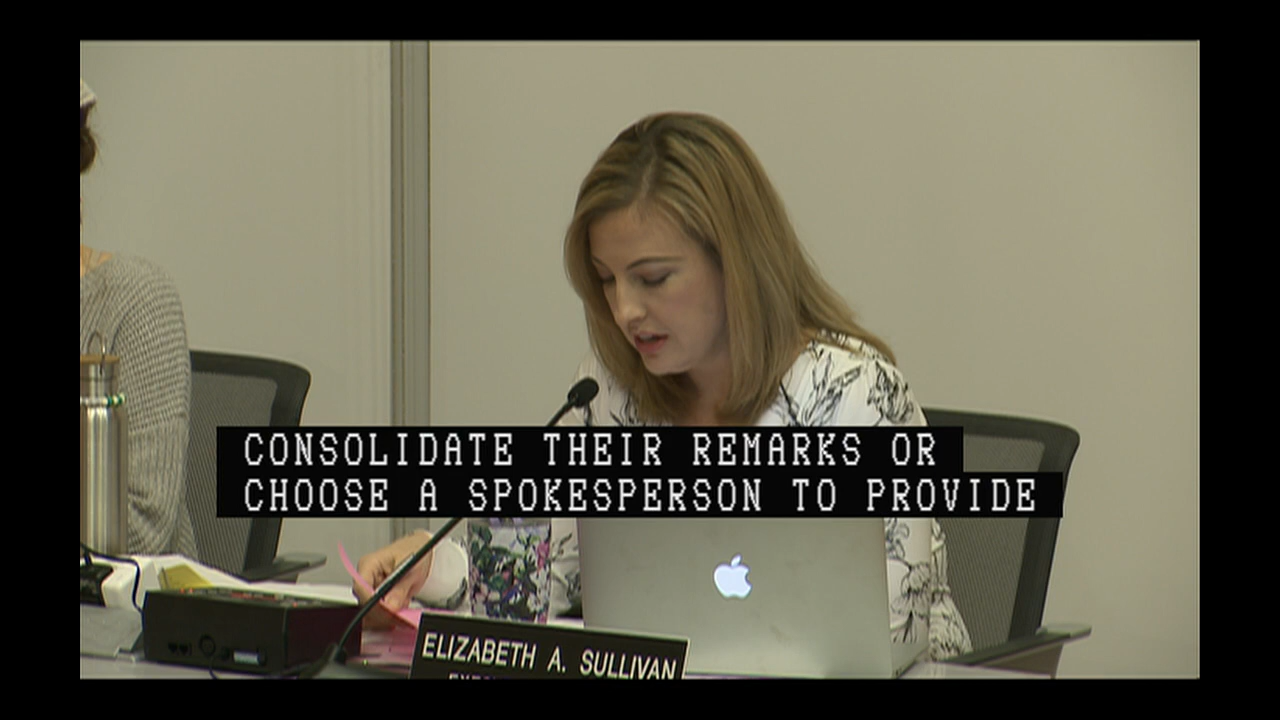 CONSOLIDATE THEIR REMARKS OR
CHOOSE A SPOKESPERSON TO PROVIDE
ELIZABETH A. SULLIVAN